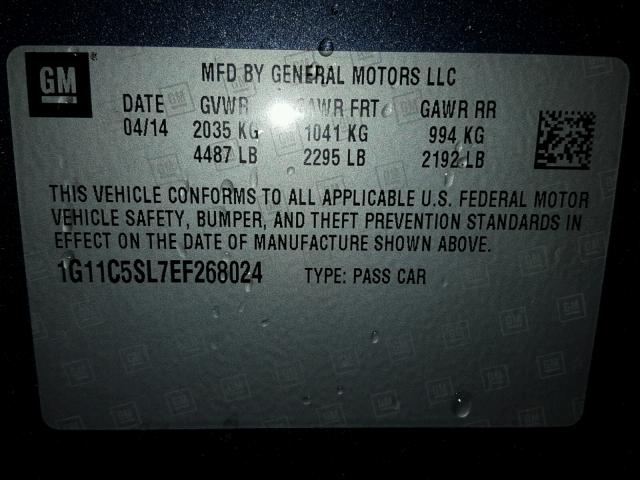 GM
MFD BY GENERAL MOTORS LLC
DATE GVWR GAWR FRT GAWR RR
04/14 2035 KG 1041 KG 994 KG
4487 LB 2295 LB 2192 LB
THIS VEHICLE CONFORMS TO ALL APPLICABLE U.S. FEDERAL MOTOR
VEHICLE SAFETY, BUMPER, AND THEFT PREVENTION STANDARDS IN
EFFECT ON THE DATE OF MANUFACTURE SHOWN ABOVE.
1G11C5SL7EF268024 TYPE: PASS CAR